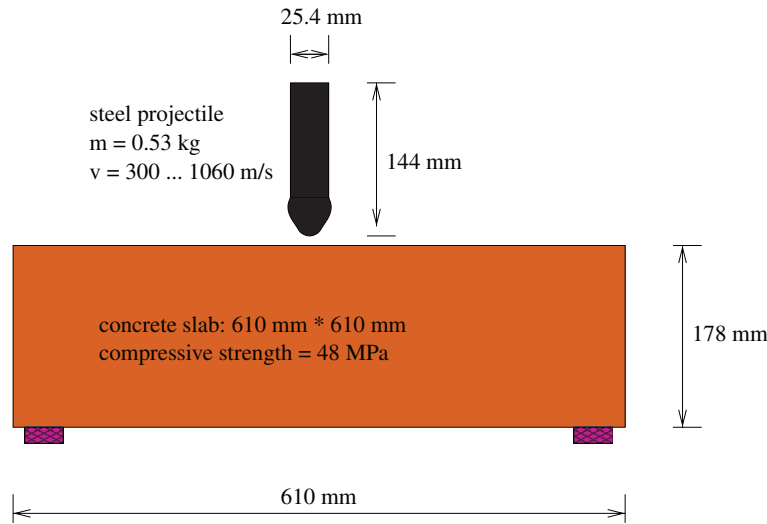 25.4 mm
steel projectile
m = 0.53 kg
v = 300 ... 1060 m/s
144 mm
concrete slab: 610 mm * 610 mm
compressive strength = 48 MPa
178 mm
610 mm